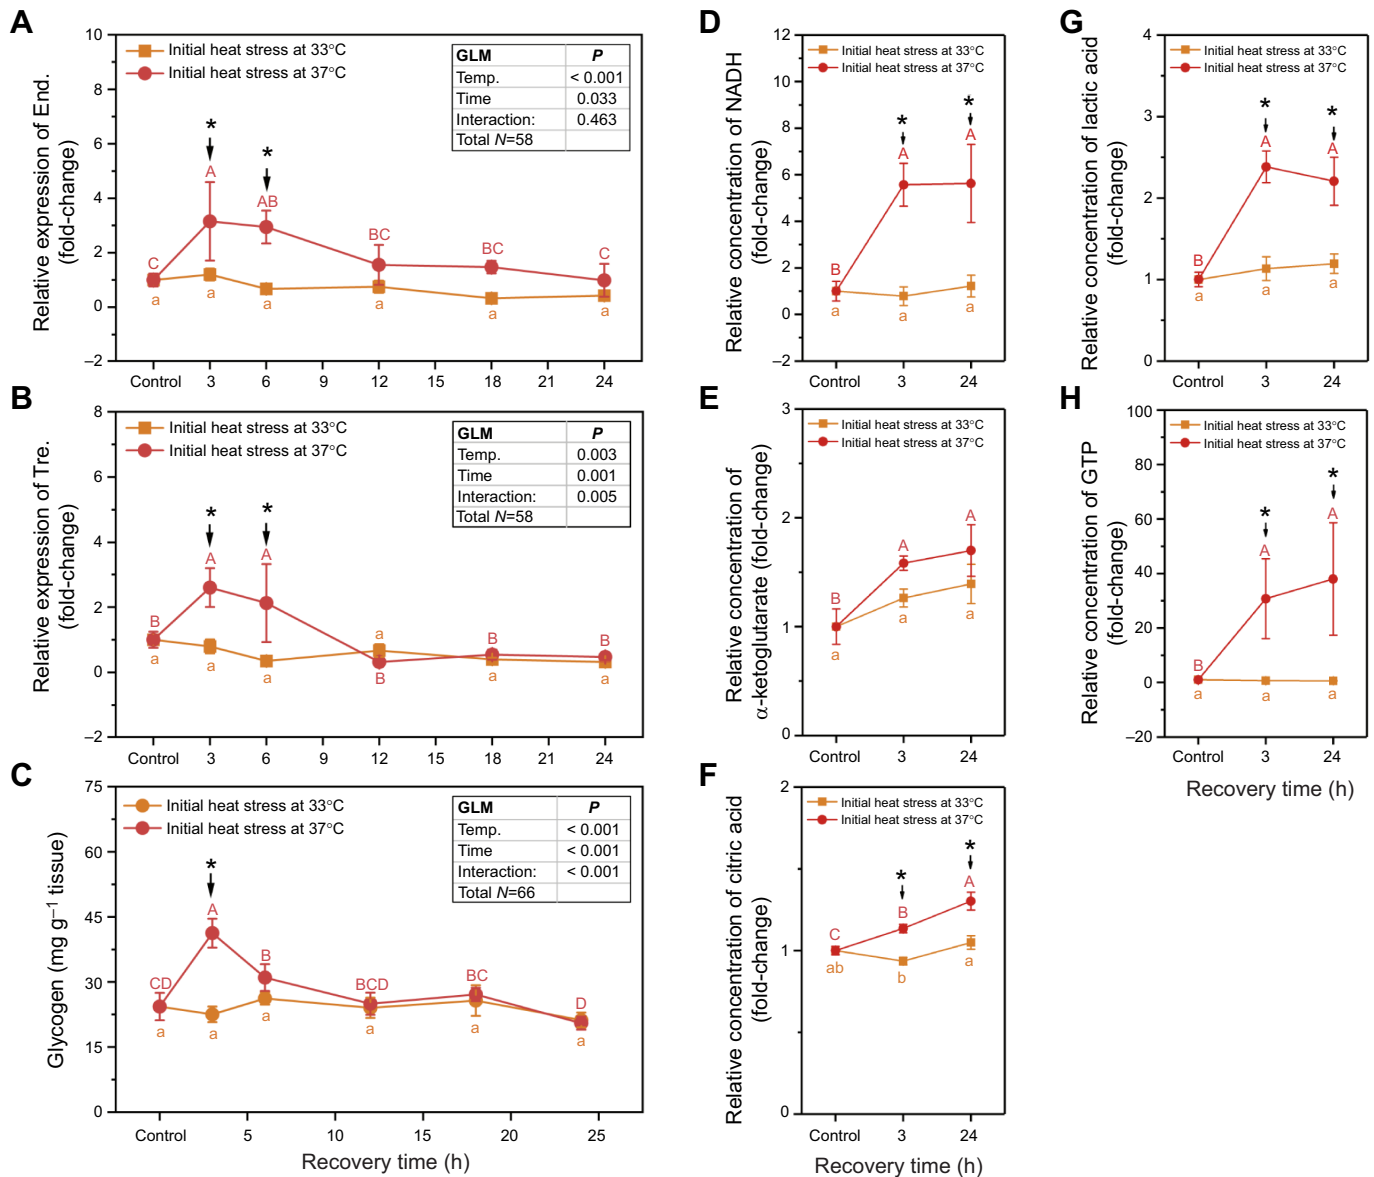 A
Relative expression of End.
(fold-change)
10
8
6
4
2
0
–2
Initial heat stress at 33°C
Initial heat stress at 37°C
GLM P
Temp. < 0.001
Time 0.033
Interaction: 0.463
Total N=58
* *
A AB
C BC BC C
a a a a a a
Control 3 6 9 12 15 18 21 24
B
Relative expression of Tre.
(fold-change)
8
6
4
2
0
–2
Initial heat stress at 33°C
Initial heat stress at 37°C
GLM P
Temp. 0.003
Time 0.001
Interaction: 0.005
Total N=58
* *
A A
B a B B
a a a B a a
Control 3 6 9 12 15 18 21 24
C
Glycogen (mg g–1 tissue)
75
60
45
30
15
0
Initial heat stress at 33°C
Initial heat stress at 37°C
GLM P
Temp. < 0.001
Time < 0.001
Interaction: < 0.001
Total N=66
*
A
CD B BCD BC D
a a a a a a
Control 5 10 15 20 25
Recovery time (h)
D
Relative concentration of NADH
(fold-change)
12
10
8
6
4
2
0
–2
Initial heat stress at 33°C
Initial heat stress at 37°C
* *
B A A
a a a
Control 3 24
E
Relative concentration of
α-ketoglutarate (fold-change)
3
2
1
0
Initial heat stress at 33°C
Initial heat stress at 37°C
B A A
a a a
Control 3 24
F
Relative concentration of citric acid
(fold-change)
2
1
0
Initial heat stress at 33°C
Initial heat stress at 37°C
* *
C B A
ab b a
Control 3 24
Recovery time (h)
G
Relative concentration of lactic acid
(fold-change)
4
3
2
1
0
Initial heat stress at 33°C
Initial heat stress at 37°C
* *
B A A
a a a
Control 3 24
H
Relative concentration of GTP
(fold-change)
100
80
60
40
20
0
–20
Initial heat stress at 33°C
Initial heat stress at 37°C
* *
B A A
a a a
Control 3 24
Recovery time (h)